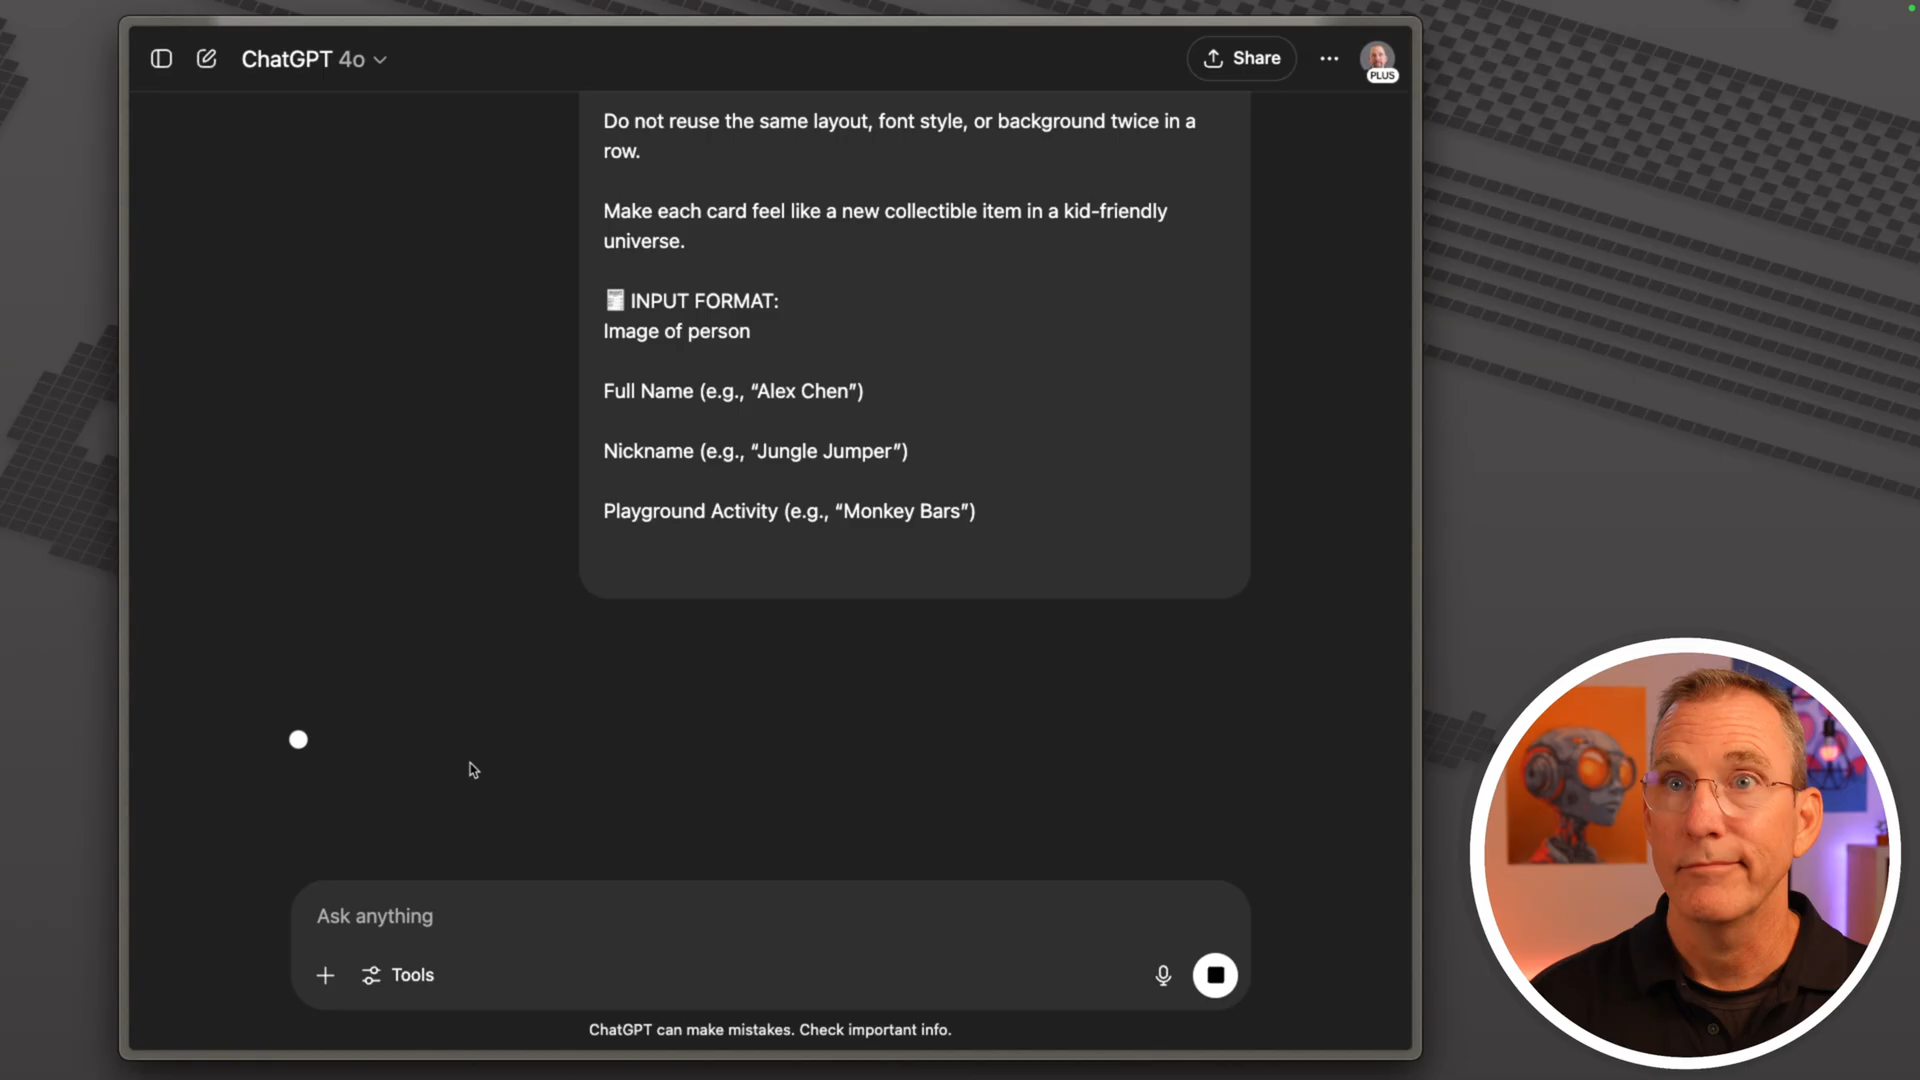 ChatGPT 4o
Share
PLUS
Do not reuse the same layout, font style, or background twice in a
row.
Make each card feel like a new collectible item in a kid-friendly
universe.
INPUT FORMAT:
Image of person
Full Name (e.g., “Alex Chen”)
Nickname (e.g., “Jungle Jumper”)
Playground Activity (e.g., “Monkey Bars”)
Ask anything
Tools
ChatGPT can make mistakes. Check important info.